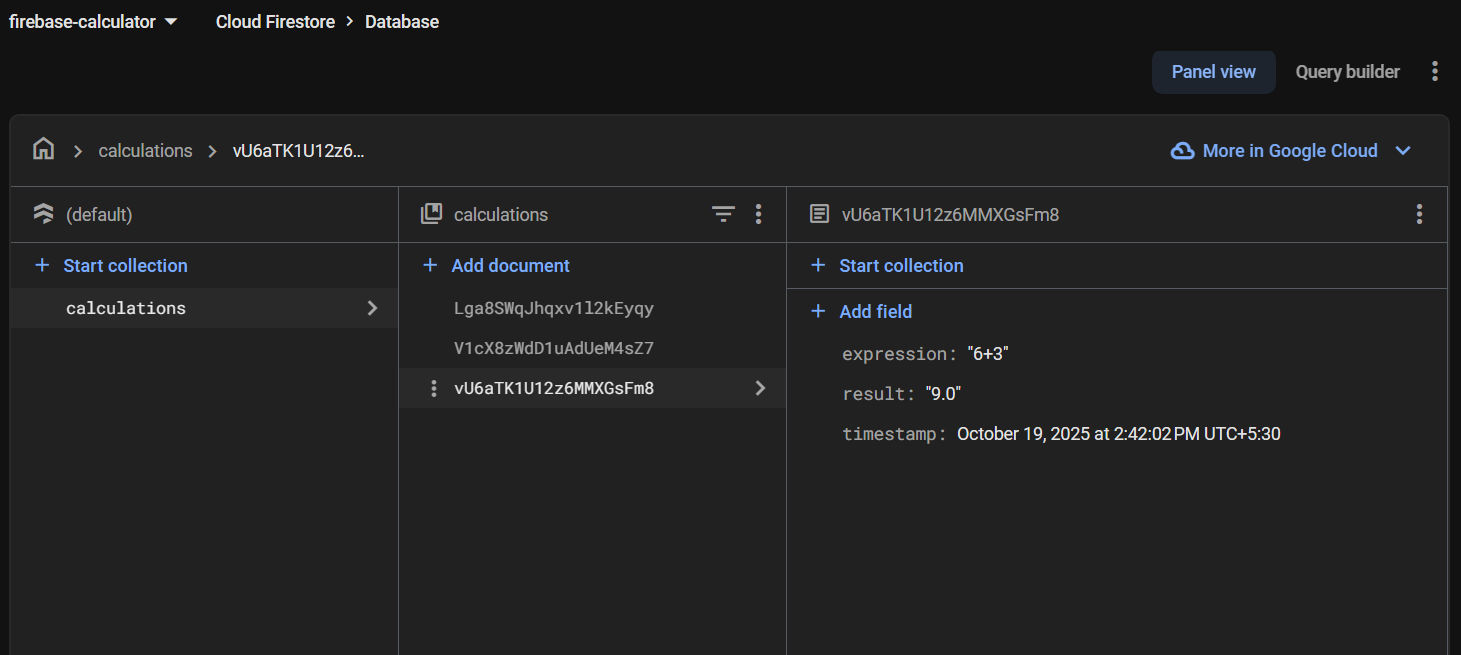 firebase-calculator Cloud Firestore > Database
Panel view Query builder
calculations vU6aTK1U12z6...
More in Google Cloud
(default) calculations vU6aTK1U12z6MMXGsFm8
+ Start collection
calculations
+ Add document
Lga8SWqJhqxv1l2kEyqy
V1cX8zWdD1uAdUeM4sZ7
vU6aTK1U12z6MMXGsFm8
+ Start collection
+ Add field
expression: "6+3"
result: "9.0"
timestamp: October 19, 2025 at 2:42:02 PM UTC+5:30